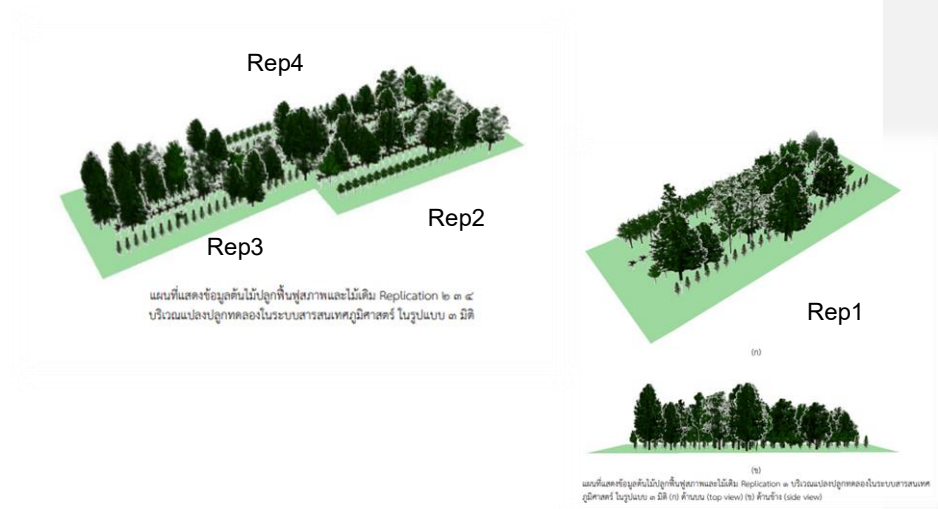 Rep4
Rep2
Rep3
แผนที่แสดงข้อมูลต้นไม้ปลูกฟื้นฟูสภาพและไม้เดิม Replication ๒ ๓ ๔
บริเวณแปลงปลูกทดลองในระบบสารสนเทศภูมิศาสตร์ ในรูปแบบ ๓ มิติ
Rep1
(ก)
(ข)
แผนที่แสดงข้อมูลต้นไม้ปลูกฟื้นฟูสภาพและไม้เดิม Replication ๑ บริเวณแปลงปลูกทดลองในระบบสารสนเทศ
ภูมิศาสตร์ ในรูปแบบ ๓ มิติ (ก) ด้านบน (top view) (ข) ด้านข้าง (side view)